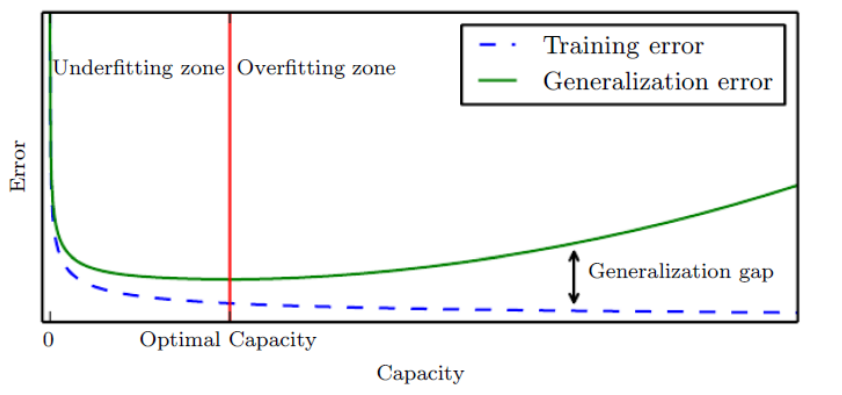 Underfitting zone
Overfitting zone
Training error
Generalization error
Error
Generalization gap
0
Optimal Capacity
Capacity